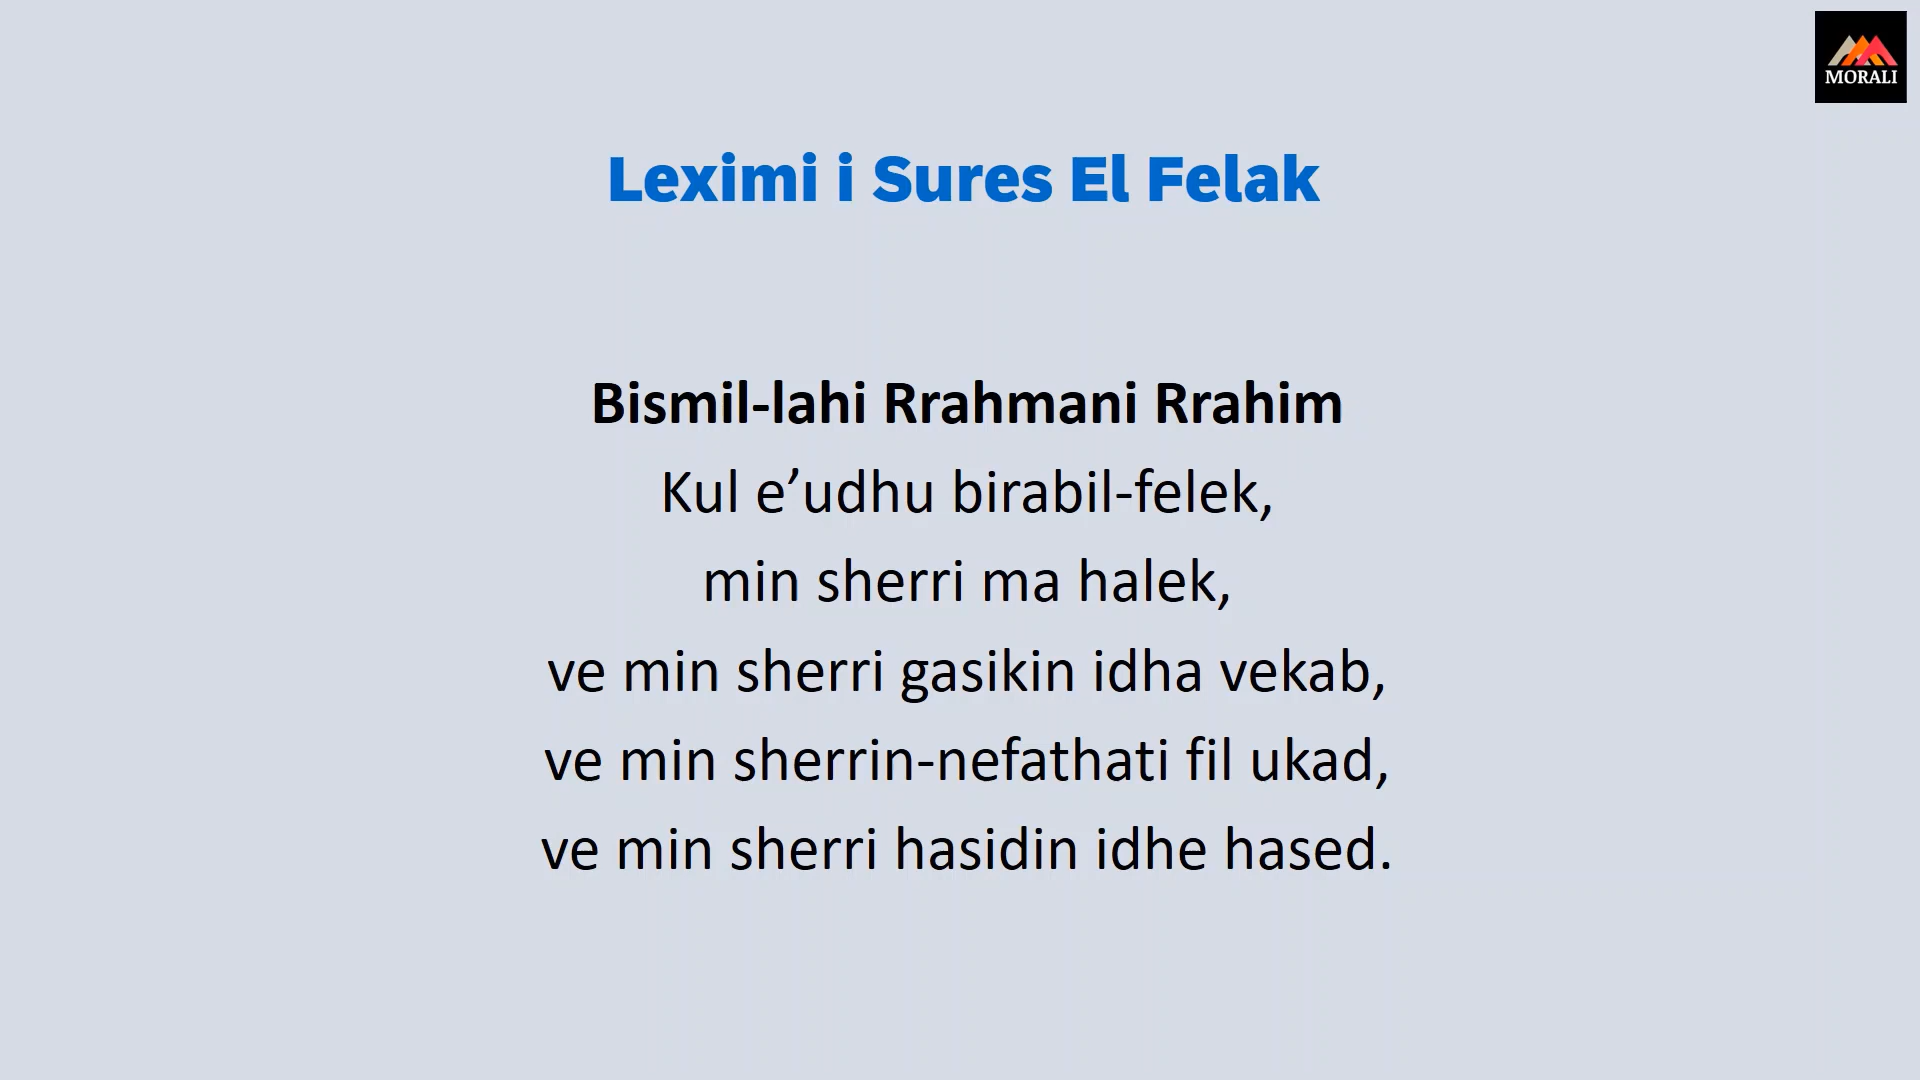 MORALI
Leximi i Sures El Felak
Bismil-lahi Rrahmani Rrahim
Kul e’udhu birabil-felek,
min sherri ma halek,
ve min sherri gasikin idha vekab,
ve min sherrin-nefathati fil ukad,
ve min sherri hasidin idhe hased.